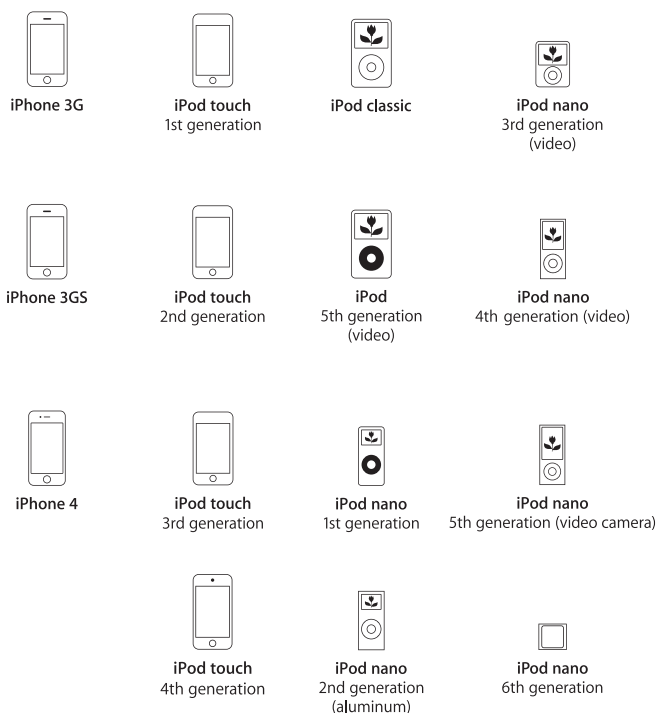 iPhone 3G
iPod touch
1st generation
iPod classic
iPod nano
3rd generation
(video)
iPhone 3GS
iPod touch
2nd generation
iPod
5th generation
(video)
iPod nano
4th generation (video)
iPhone 4
iPod touch
3rd generation
iPod nano
1st generation
iPod nano
5th generation (video camera)
iPod touch
4th generation
iPod nano
2nd generation
(aluminum)
iPod nano
6th generation